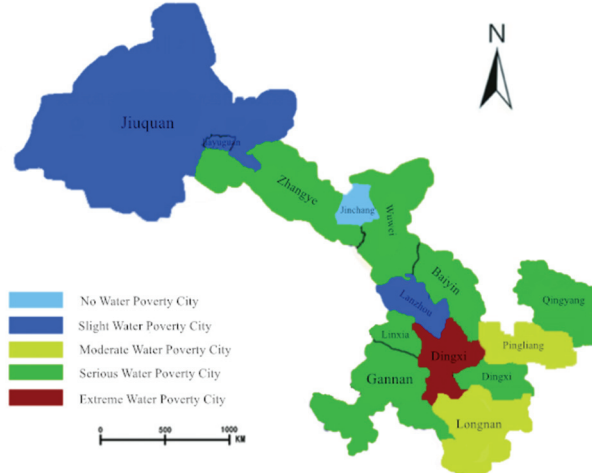 N
Jiuquan
Jiayuguan
Zhangye
Jinchang
Wuwei
Baiyin
Qingyang
Lanzhou
Linxia
Dingxi
Pingliang
Gannan
Dingxi
Longnan
No Water Poverty City
Slight Water Poverty City
Moderate Water Poverty City
Serious Water Poverty City
Extreme Water Poverty City
0 500 1000
KM